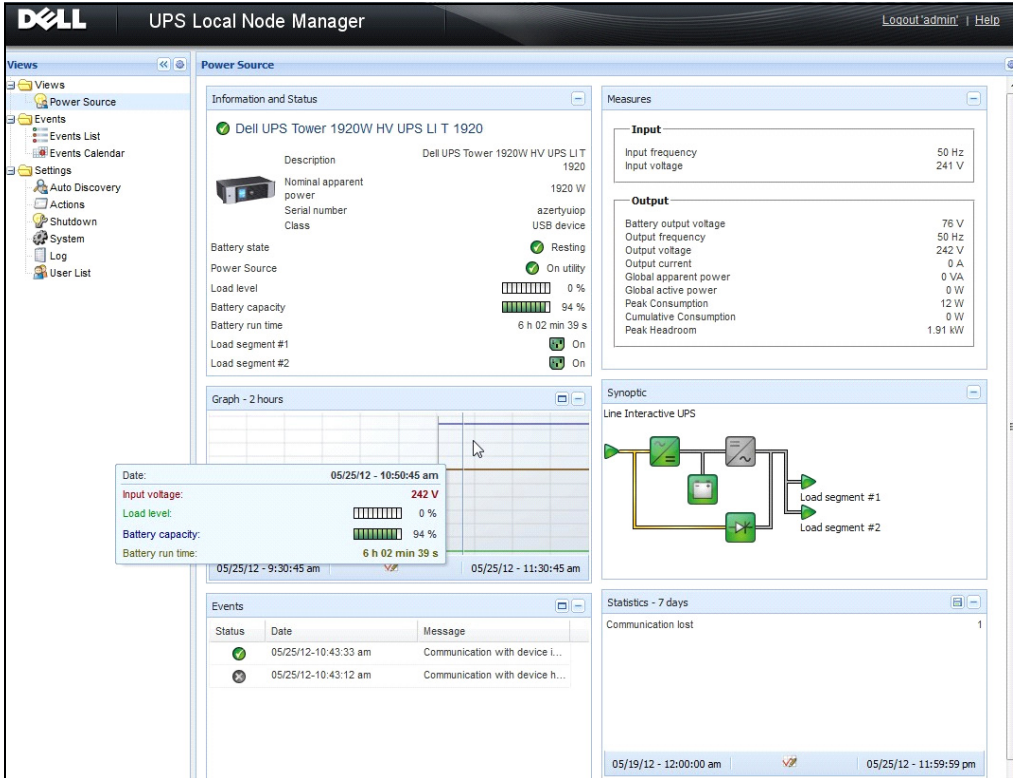 DELL UPS Local Node Manager Logout 'admin' | Help
Views
Views
Power Source
Events
Events List
Events Calendar
Settings
Auto Discovery
Actions
Shutdown
System
Log
User List
Power Source
Information and Status
Dell UPS Tower 1920W HV UPS LI T 1920
Description Dell UPS Tower 1920W HV UPS LI T
1920
Nominal apparent
power 1920 W
Serial number azertyuiop
Class USB device
Battery state Resting
Power Source On utility
Load level 0 %
Battery capacity 94 %
Battery run time 6 h 02 min 39 s
Load segment #1 On
Load segment #2 On
Measures
Input
Input frequency 50 Hz
Input voltage 241 V
Output
Battery output voltage 76 V
Output frequency 50 Hz
Output voltage 242 V
Output current 0 A
Global apparent power 0 VA
Global active power 0 W
Peak Consumption 12 W
Cumulative Consumption 0 W
Peak Headroom 1.91 kW
Graph - 2 hours
Date: 05/25/12 - 10:50:45 am
Input voltage: 242 V
Load level: 0 %
Battery capacity: 94 %
Battery run time: 6 h 02 min 39 s
05/25/12 - 9:30:45 am 05/25/12 - 11:30:45 am
Synoptic
Line Interactive UPS
Load segment #1
Load segment #2
Events
Status Date Message
05/25/12-10:43:33 am Communication with device i...
05/25/12-10:43:12 am Communication with device h...
Statistics - 7 days
Communication lost 1
05/19/12 - 12:00:00 am 05/25/12 - 11:59:59 pm